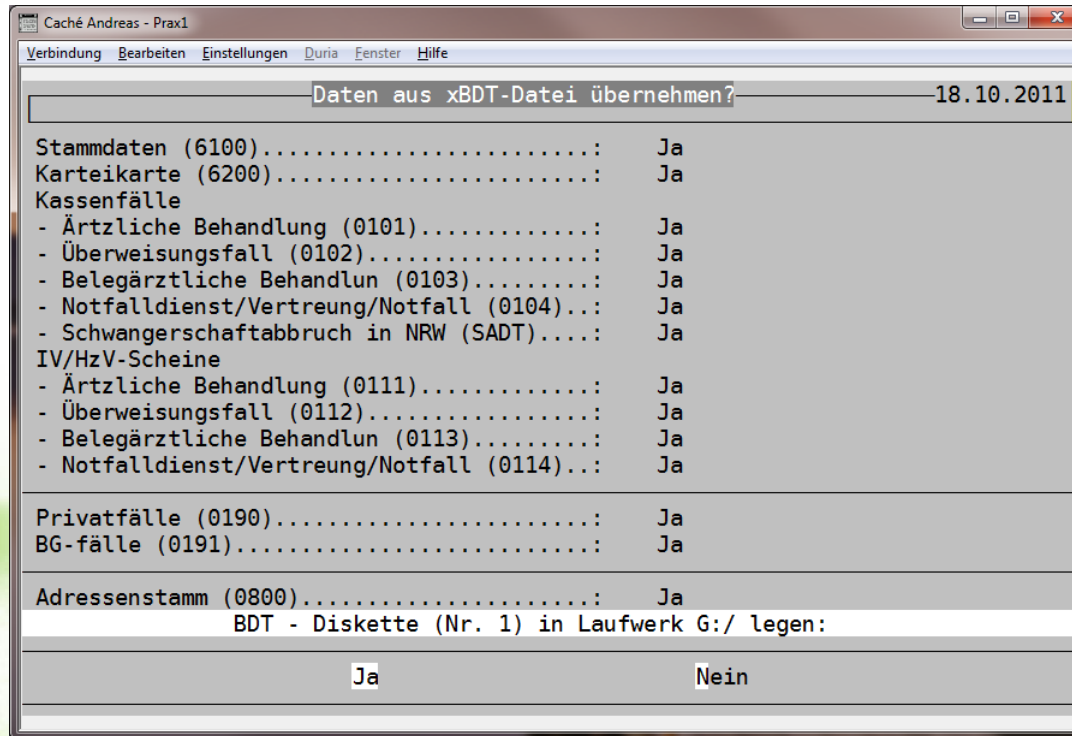 Caché Andreas - Prax1
Verbindung Bearbeiten Einstellungen Duria Fenster Hilfe
Daten aus xBDT-Datei übernehmen? 18.10.2011
Stammdaten (6100).........................: Ja
Karteikarte (6200)........................: Ja
Kassenfälle
- Ärtzliche Behandlung (0101).............: Ja
- Überweisungsfall (0102).................: Ja
- Belegärztliche Behandlun (0103).........: Ja
- Notfalldienst/Vertreung/Notfall (0104)..: Ja
- Schwangerschaftabbruch in NRW (SADT)....: Ja
IV/HzV-Scheine
- Ärtzliche Behandlung (0111).............: Ja
- Überweisungsfall (0112).................: Ja
- Belegärztliche Behandlun (0113).........: Ja
- Notfalldienst/Vertreung/Notfall (0114)..: Ja
Privatfälle (0190)........................: Ja
BG-fälle (0191)...........................: Ja
Adressenstamm (0800)......................: Ja
BDT - Diskette (Nr. 1) in Laufwerk G:/ legen:
Ja Nein